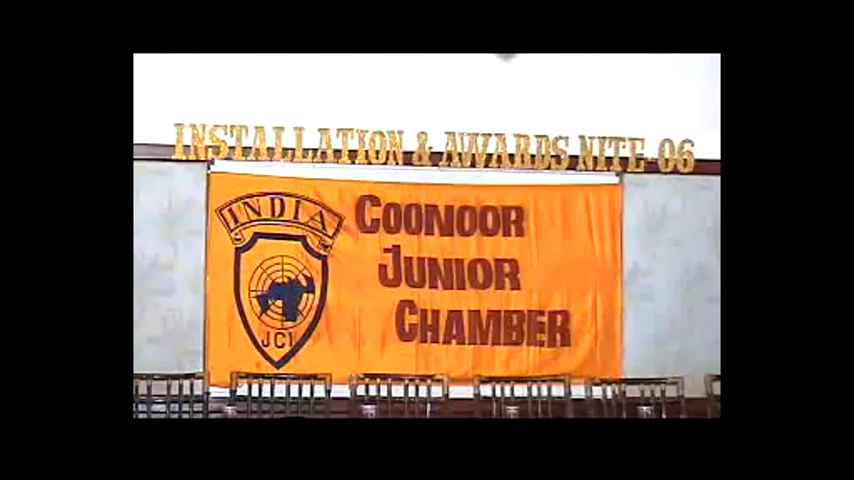 INSTALLATION & AWARDS NITE-06
INDIA
JCI
COONOOR
JUNIOR
CHAMBER